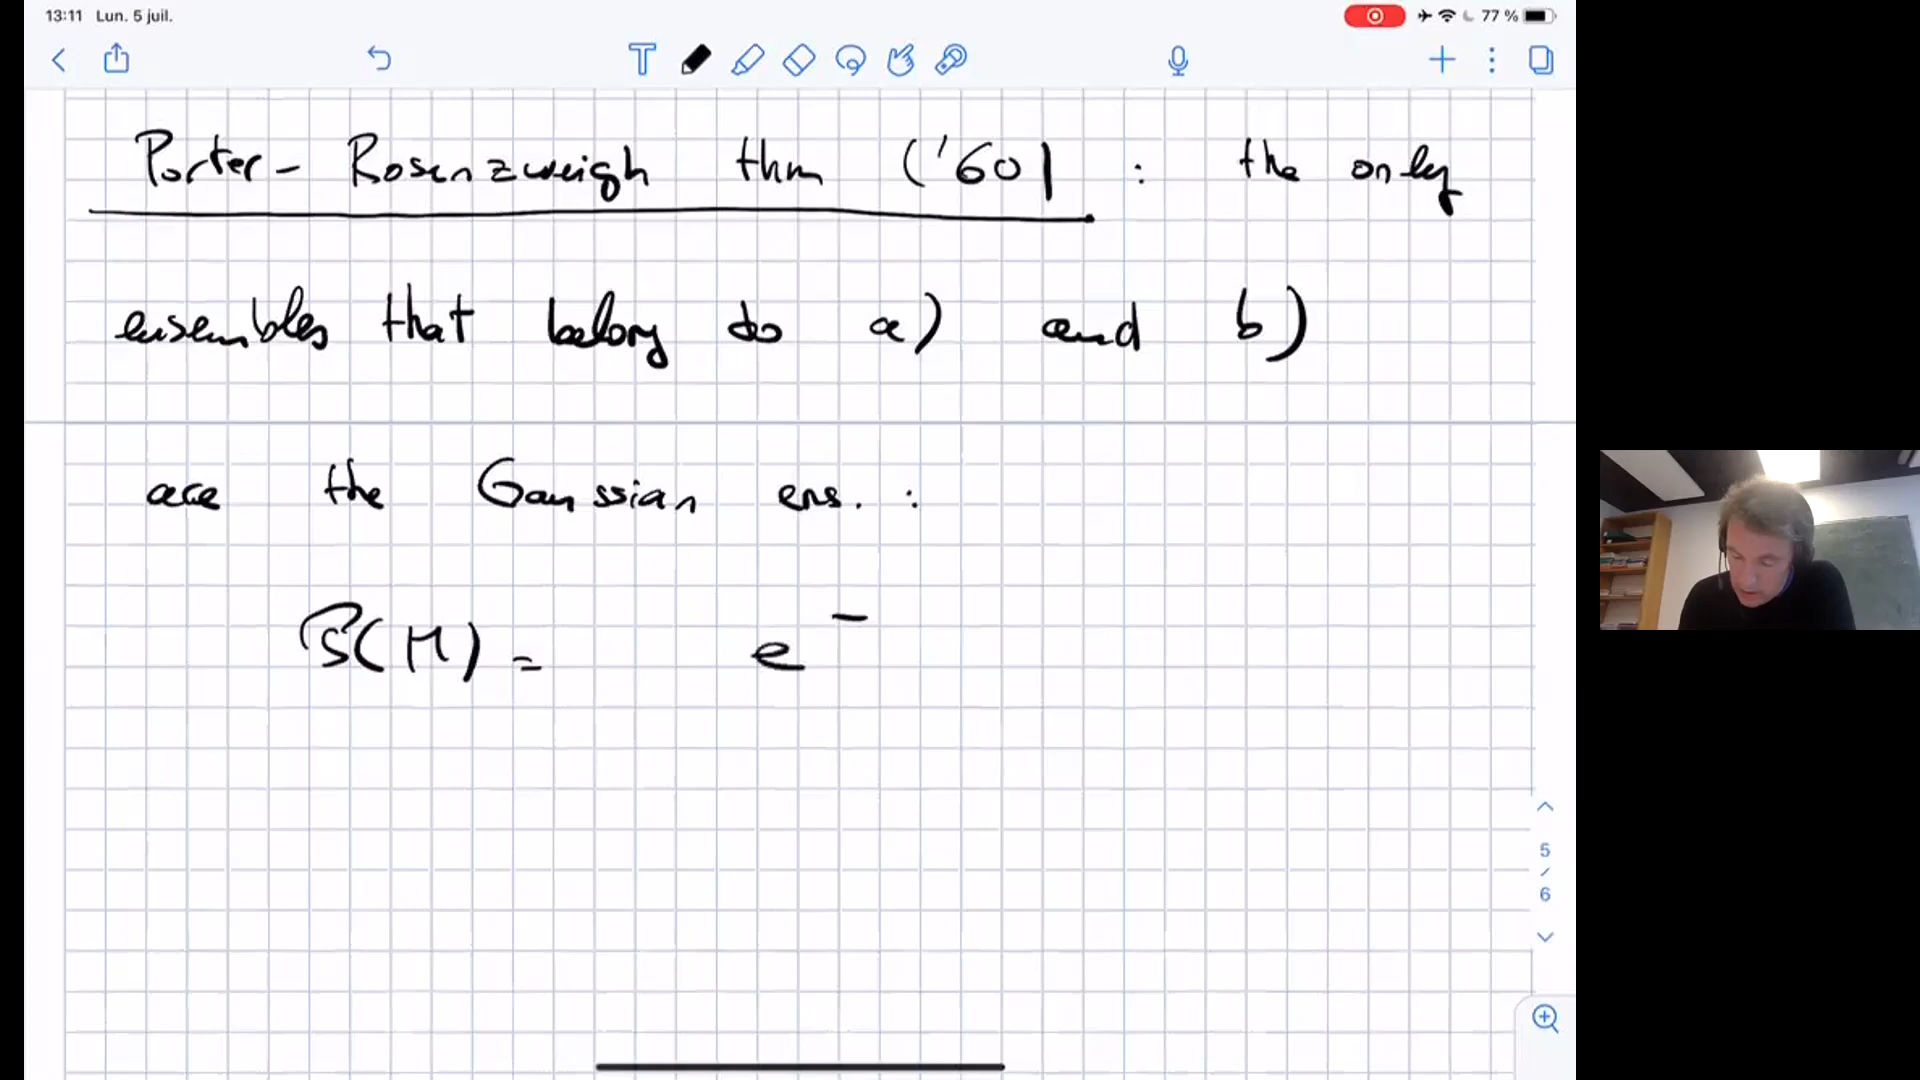 13:11 Lun. 5 juil. 77 %
Porter-Rosenzweigh thm ('60) : the only
ensembles that belong to a) and b)
are the Gaussian ens. :
P(M) = e^-
5
/
6